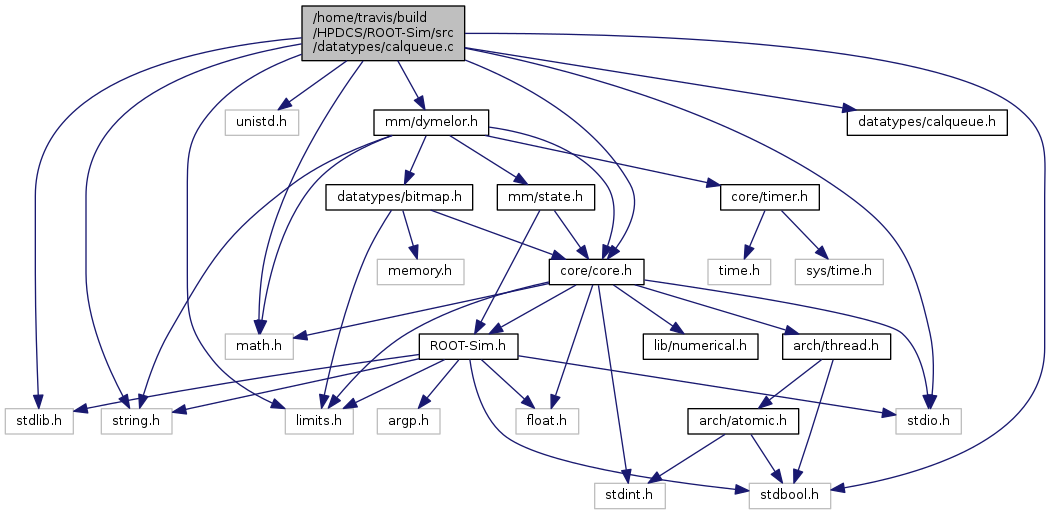 /home/travis/build
/HPDCS/ROOT-Sim/src
/datatypes/calqueue.c
unistd.h
mm/dymelor.h
datatypes/calqueue.h
datatypes/bitmap.h
mm/state.h
core/timer.h
memory.h
core/core.h
time.h
sys/time.h
math.h
ROOT-Sim.h
lib/numerical.h
arch/thread.h
stdlib.h
string.h
limits.h
argp.h
float.h
arch/atomic.h
stdio.h
stdint.h
stdbool.h